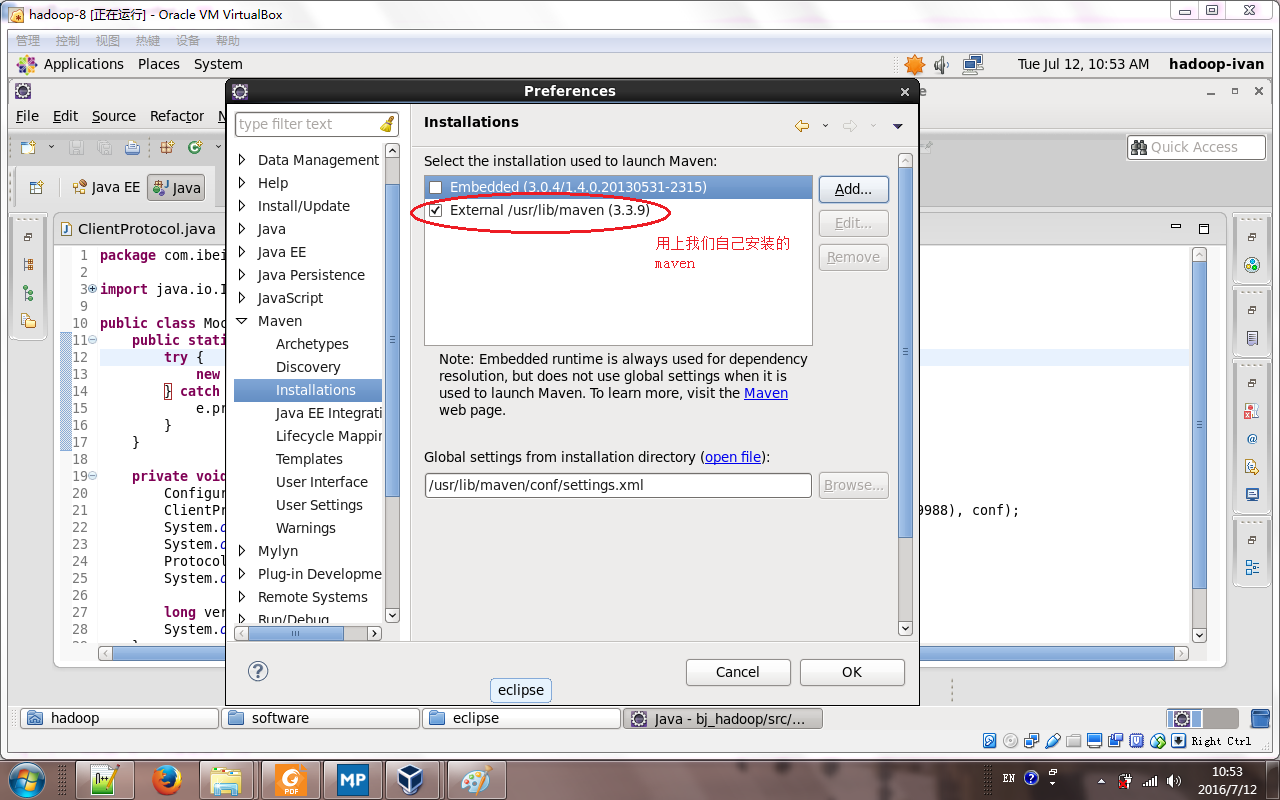 hadoop-8 [正在运行] - Oracle VM VirtualBox
管理 控制 视图 热键 设备 帮助
Applications Places System Tue Jul 12, 10:53 AM hadoop-ivan
Preferences
File Edit Source Refactor
type filter text
Installations
Quick Access
Java EE Java
Data Management
Help
Install/Update
Java
Java EE
Java Persistence
JavaScript
Maven
Archetypes
Discovery
Installations
Java EE Integrati
Lifecycle Mappin
Templates
User Interface
User Settings
Warnings
Mylyn
Plug-in Developme
Remote Systems
Run/Debug
Select the installation used to launch Maven:
Embedded (3.0.4/1.4.0.20130531-2315)
External /usr/lib/maven (3.3.9)
用上我们自己安装的
maven
Add...
Edit...
Remove
Note: Embedded runtime is always used for dependency
resolution, but does not use global settings when it is
used to launch Maven. To learn more, visit the Maven
web page.
Global settings from installation directory (open file):
/usr/lib/maven/conf/settings.xml
Browse...
Cancel
OK
ClientProtocol.java
1 package com.ibei
2
3 import java.io.I
9
10 public class Moc
11 public stati
12 try {
13 new
14 } catch
15 e.pr
16 }
17 }
18
19 private void
20 Configur
21 ClientPr 9988), conf);
22 System.o
23 System.o
24 Protocol
25 System.o
26
27 long ver
28 System.o
eclipse
hadoop software eclipse Java - bj_hadoop/src/...
Right Ctrl
PDF
MP
EN
10:53
2016/7/12